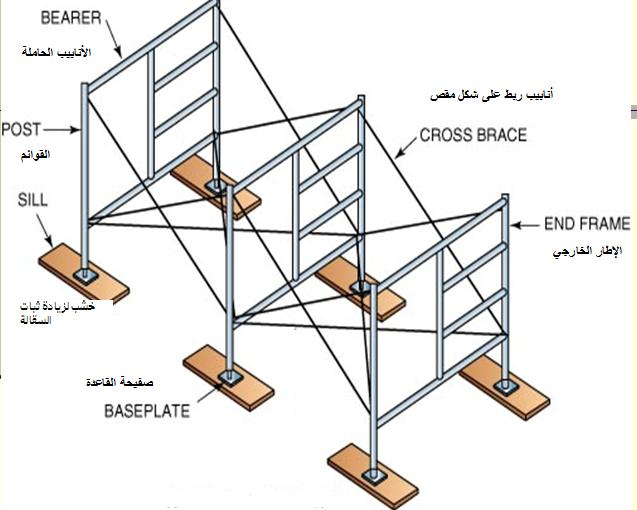 BEARER
الأنابيب الحاملة
أنابيب ربط على شكل مقص
CROSS BRACE
POST
القوائم
SILL
خشب لزيادة ثبات
السقالة
END FRAME
الإطار الخارجي
صفيحة القاعدة
BASEPLATE